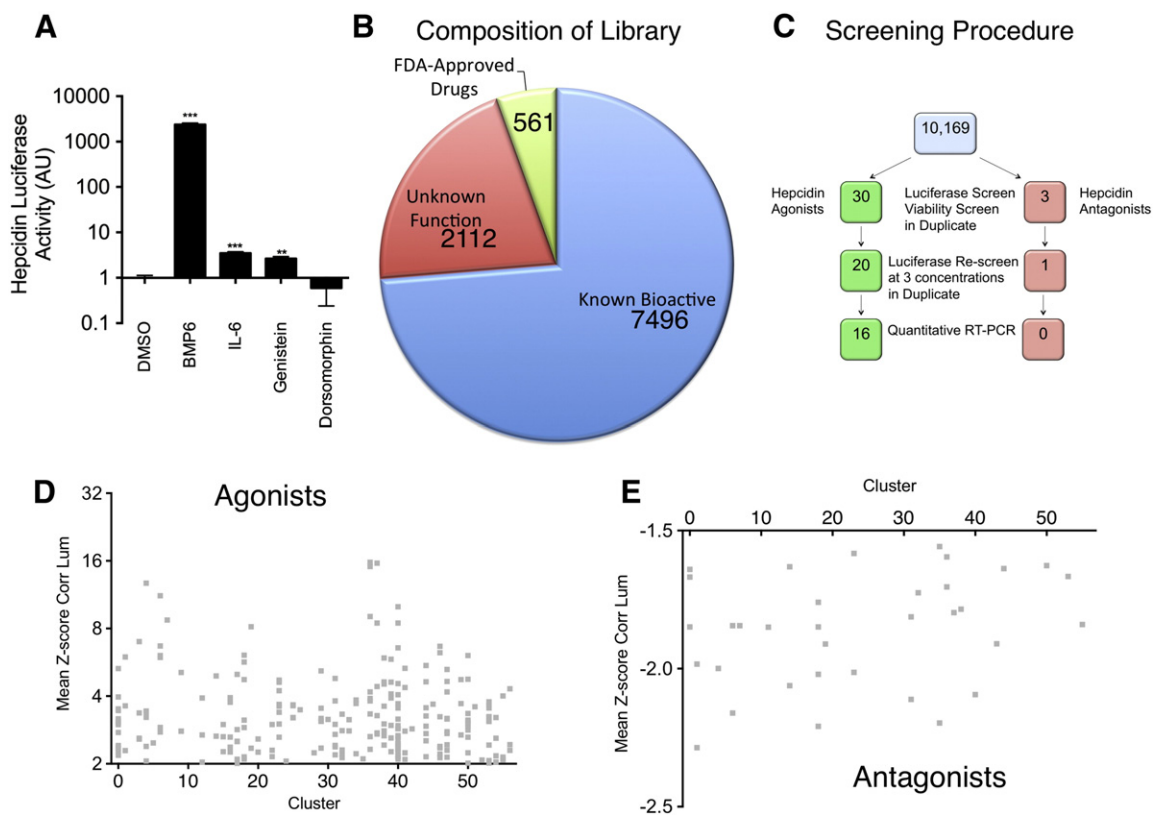 A
Hepcidin Luciferase
Activity (AU)
10000
1000
100
10
1
0.1
***
***
**
DMSO
BMP6
IL-6
Genistein
Dorsomorphin
B
Composition of Library
FDA-Approved
Drugs
561
Unknown
Function
2112
Known Bioactive
7496
C
Screening Procedure
10,169
Hepcidin
Agonists
30
Luciferase Screen
Viability Screen
in Duplicate
3
Hepcidin
Antagonists
20
Luciferase Re-screen
at 3 concentrations
in Duplicate
1
16
Quantitative RT-PCR
0
D
Agonists
Mean Z-score Corr Lum
32
16
8
4
2
0
10
20
30
40
50
Cluster
E
Cluster
0
10
20
30
40
50
Mean Z-score Corr Lum
-1.5
-2.0
-2.5
Antagonists